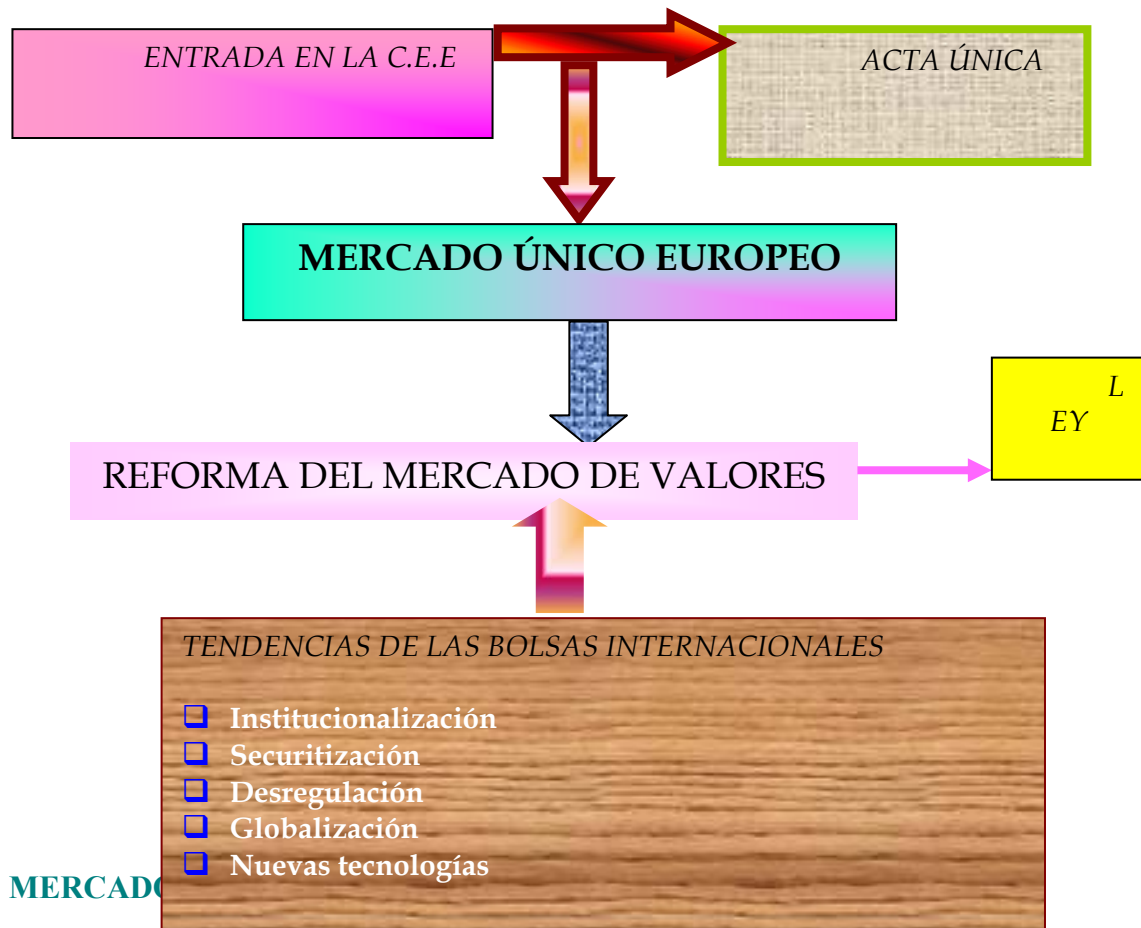 ENTRADA EN LA C.E.E
ACTA ÚNICA
MERCADO ÚNICO EUROPEO
L
EY
REFORMA DEL MERCADO DE VALORES
TENDENCIAS DE LAS BOLSAS INTERNACIONALES
Institucionalización
Securitización
Desregulación
Globalización
Nuevas tecnologías